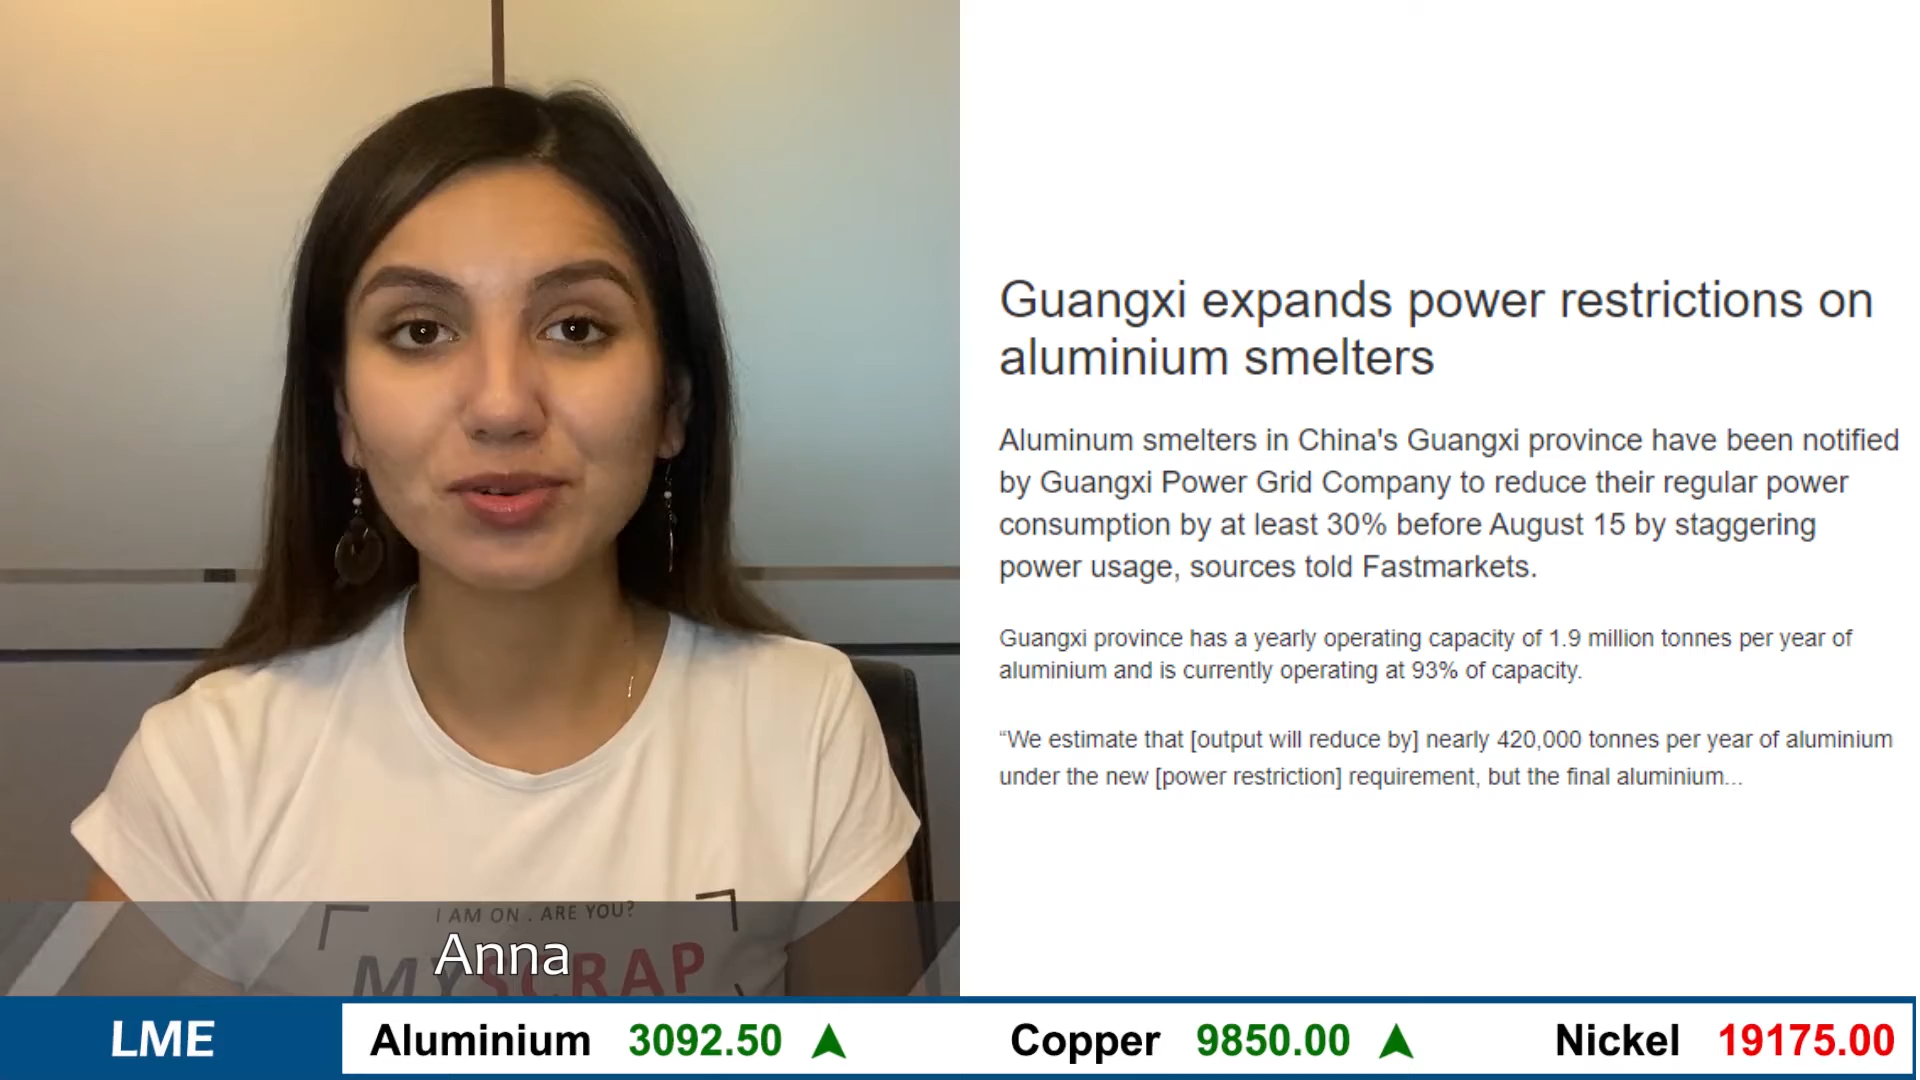 Guangxi expands power restrictions on
aluminium smelters
Aluminum smelters in China's Guangxi province have been notified
by Guangxi Power Grid Company to reduce their regular power
consumption by at least 30% before August 15 by staggering
power usage, sources told Fastmarkets.
Guangxi province has a yearly operating capacity of 1.9 million tonnes per year of
aluminium and is currently operating at 93% of capacity.
“We estimate that [output will reduce by] nearly 420,000 tonnes per year of aluminium
under the new [power restriction] requirement, but the final aluminium...
I AM ON . ARE YOU?
MYSCRAP
Anna
LME Aluminium 3092.50 ▲ Copper 9850.00 ▲ Nickel 19175.00